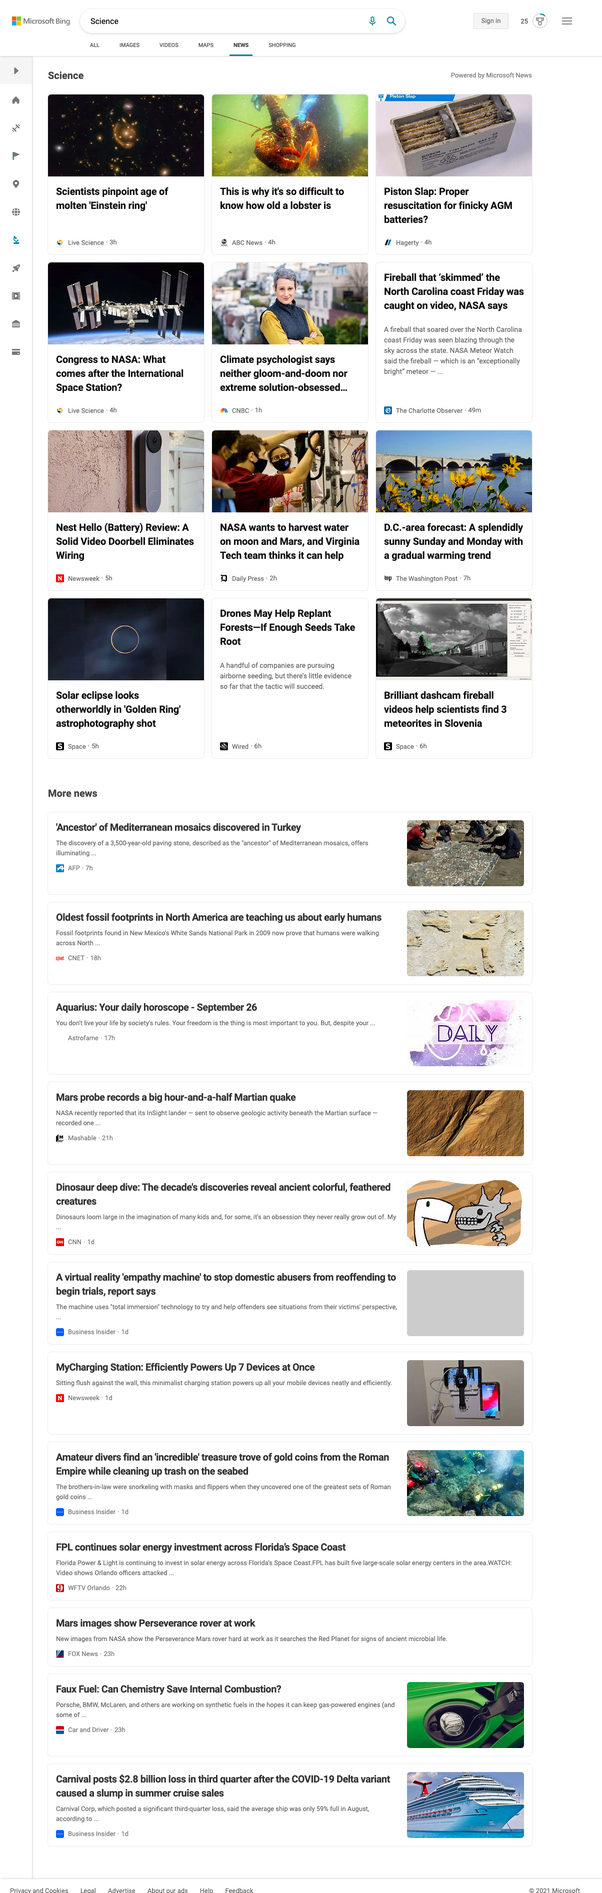 Microsoft Bing
Science
Sign in
25
ALL
IMAGES
VIDEOS
MAPS
NEWS
SHOPPING
Science
Powered by Microsoft News
Scientists pinpoint age of
molten 'Einstein ring'
Live Science · 3h
This is why it's so difficult to
know how old a lobster is
ABC News · 4h
Piston Slap
Piston Slap: Proper
resuscitation for finicky AGM
batteries?
Hagerty · 4h
Congress to NASA: What
comes after the International
Space Station?
Live Science · 4h
Climate psychologist says
neither gloom-and-doom nor
extreme solution-obsessed…
CNBC · 1h
Fireball that ‘skimmed’ the
North Carolina coast Friday was
caught on video, NASA says
A fireball that soared over the North Carolina
coast Friday was seen blazing through the
sky across the state. NASA Meteor Watch
said the fireball — which is an “exceptionally
bright” meteor — ...
The Charlotte Observer · 49m
Nest Hello (Battery) Review: A
Solid Video Doorbell Eliminates
Wiring
Newsweek · 5h
NASA wants to harvest water
on moon and Mars, and Virginia
Tech team thinks it can help
Daily Press · 2h
D.C.-area forecast: A splendidly
sunny Sunday and Monday with
a gradual warming trend
The Washington Post · 7h
Solar eclipse looks
otherworldly in 'Golden Ring'
astrophotography shot
Space · 5h
Drones May Help Replant
Forests—If Enough Seeds Take
Root
A handful of companies are pursuing
airborne seeding, but there's little evidence
so far that the tactic will succeed.
Wired · 6h
Brilliant dashcam fireball
videos help scientists find 3
meteorites in Slovenia
Space · 6h
More news
'Ancestor' of Mediterranean mosaics discovered in Turkey
The discovery of a 3,500-year-old paving stone, described as the "ancestor" of Mediterranean mosaics, offers
illuminating ...
AFP · 7h
Oldest fossil footprints in North America are teaching us about early humans
Fossil footprints found in New Mexico's White Sands National Park in 2009 now prove that humans were walking
across North ...
CNET · 18h
Aquarius: Your daily horoscope - September 26
You don't live your life by society's rules. Your freedom is the thing is most important to you. But, despite your ...
Astrofame · 17h
DAILY
Mars probe records a big hour-and-a-half Martian quake
NASA recently reported that its InSight lander — sent to observe geologic activity beneath the Martian surface —
recorded one ...
Mashable · 21h
Dinosaur deep dive: The decade's discoveries reveal ancient colorful, feathered
creatures
Dinosaurs loom large in the imagination of many kids and, for some, it's an obsession they never really grow out of. My
...
CNN · 1d
A virtual reality 'empathy machine' to stop domestic abusers from reoffending to
begin trials, report says
The machine uses "total immersion" technology to try and help offenders see situations from their victims' perspective,
...
Business Insider · 1d
MyCharging Station: Efficiently Powers Up 7 Devices at Once
Sitting flush against the wall, this minimalist charging station powers up all your mobile devices neatly and efficiently.
Newsweek · 1d
Amateur divers find an 'incredible' treasure trove of gold coins from the Roman
Empire while cleaning up trash on the seabed
The brothers-in-law were snorkeling with masks and flippers when they uncovered one of the greatest sets of Roman
gold coins ...
Business Insider · 1d
FPL continues solar energy investment across Florida's Space Coast
Florida Power & Light is continuing to invest in solar energy across Florida's Space Coast.FPL has built five large-scale solar energy centers in the area.WATCH:
Video shows Orlando officers attacked ...
WFTV Orlando · 22h
Mars images show Perseverance rover at work
New images from NASA show the Perseverance Mars rover hard at work as it searches the Red Planet for signs of ancient microbial life.
FOX News · 23h
Faux Fuel: Can Chemistry Save Internal Combustion?
Porsche, BMW, McLaren, and others are working on synthetic fuels in the hopes it can keep gas-powered engines (and
some of ...
Car and Driver · 23h
Carnival posts $2.8 billion loss in third quarter after the COVID-19 Delta variant
caused a slump in summer cruise sales
Carnival Corp, which posted a significant third-quarter loss, said the average ship was only 59% full in August,
according to ...
Business Insider · 1d
Privacy and Cookies
Legal
Advertise
About our ads
Help
Feedback
© 2021 Microsoft